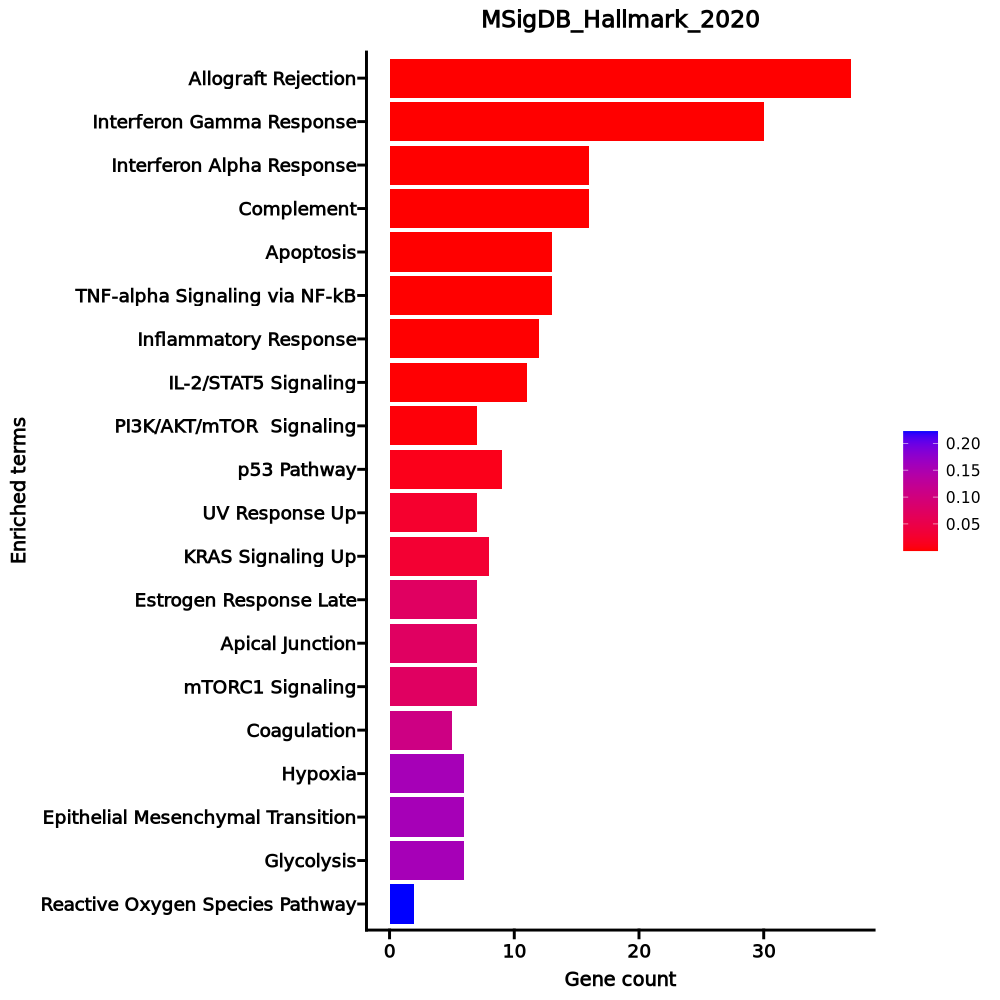 MSigDB_Hallmark_2020
Allograft Rejection
Interferon Gamma Response
Interferon Alpha Response
Complement
Apoptosis
TNF-alpha Signaling via NF-kB
Inflammatory Response
IL-2/STAT5 Signaling
PI3K/AKT/mTOR  Signaling
p53 Pathway
UV Response Up
KRAS Signaling Up
Estrogen Response Late
Apical Junction
mTORC1 Signaling
Coagulation
Hypoxia
Epithelial Mesenchymal Transition
Glycolysis
Reactive Oxygen Species Pathway
Enriched terms
0 10 20 30
Gene count
0.20
0.15
0.10
0.05